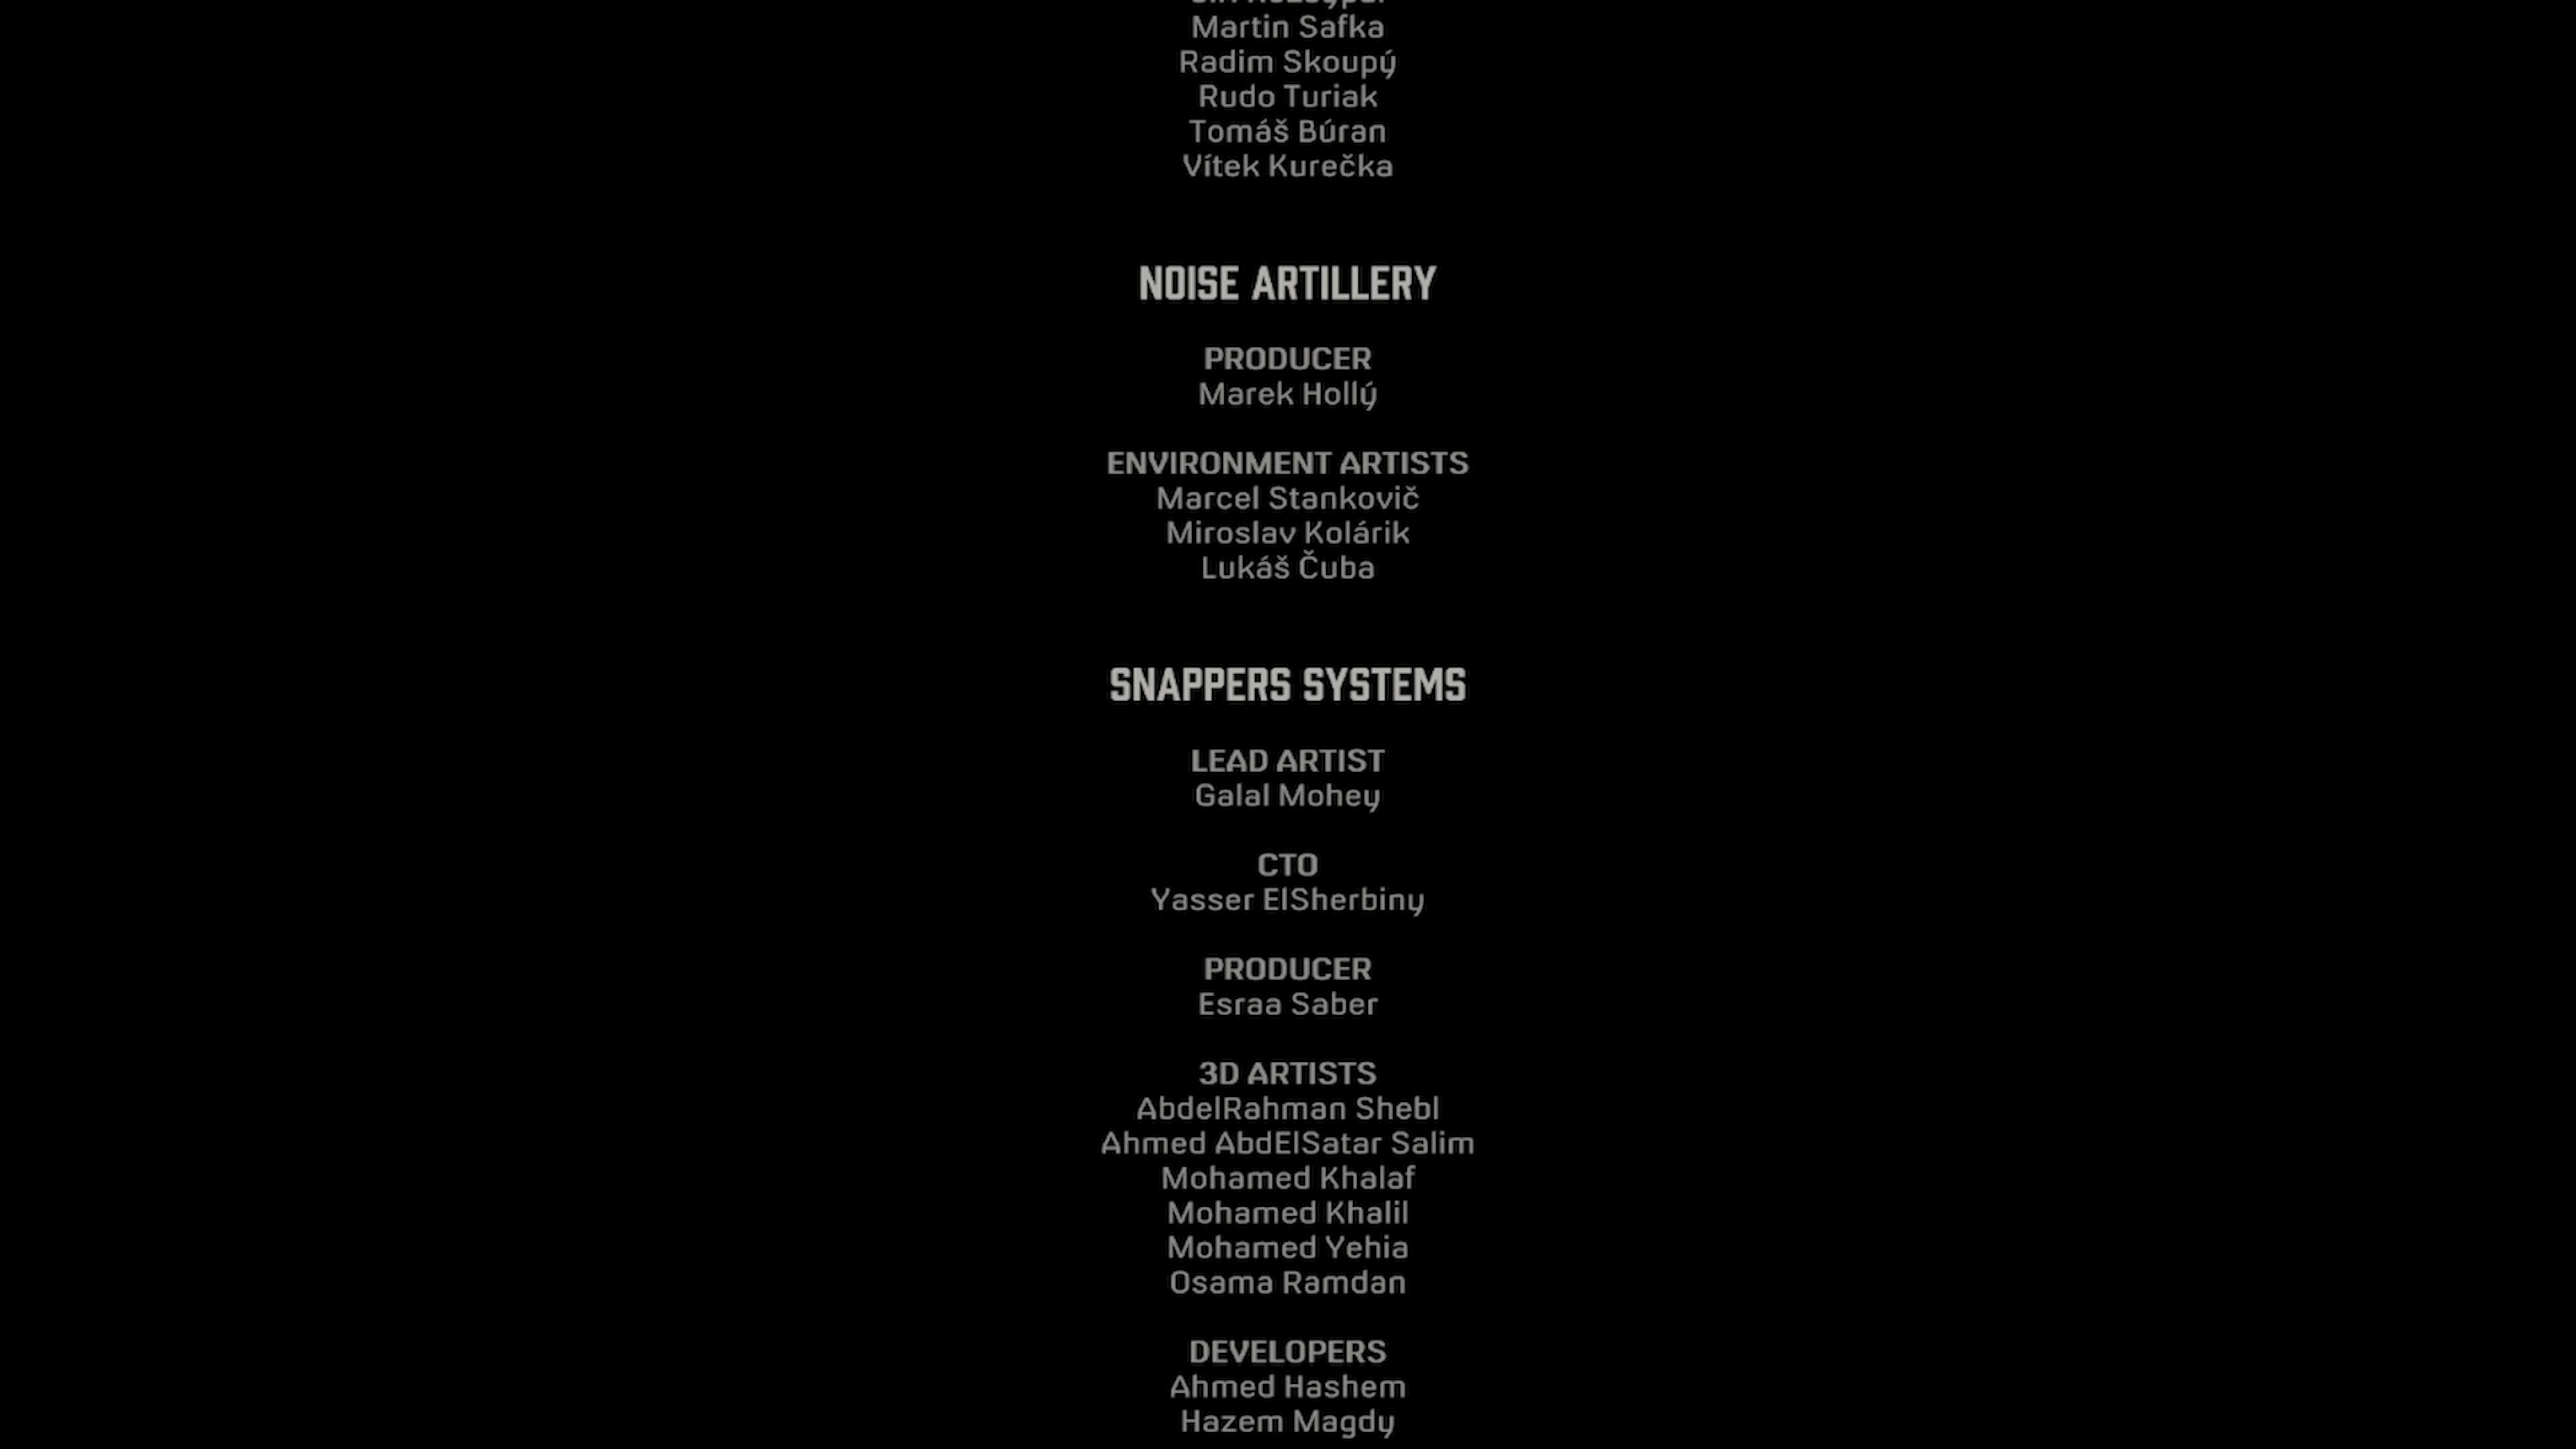 Martin Safka
Radim Skoupý
Rudo Turiak
Tomáš Búran
Vítek Kurečka
NOISE ARTILLERY
PRODUCER
Marek Hollý
ENVIRONMENT ARTISTS
Marcel Stankovič
Miroslav Kolárik
Lukáš Čuba
SNAPPERS SYSTEMS
LEAD ARTIST
Galal Mohey
CTO
Yasser ElSherbiny
PRODUCER
Esraa Saber
3D ARTISTS
AbdelRahman Shebl
Ahmed AbdElSatar Salim
Mohamed Khalaf
Mohamed Khalil
Mohamed Yehia
Osama Ramdan
DEVELOPERS
Ahmed Hashem
Hazem Magdy